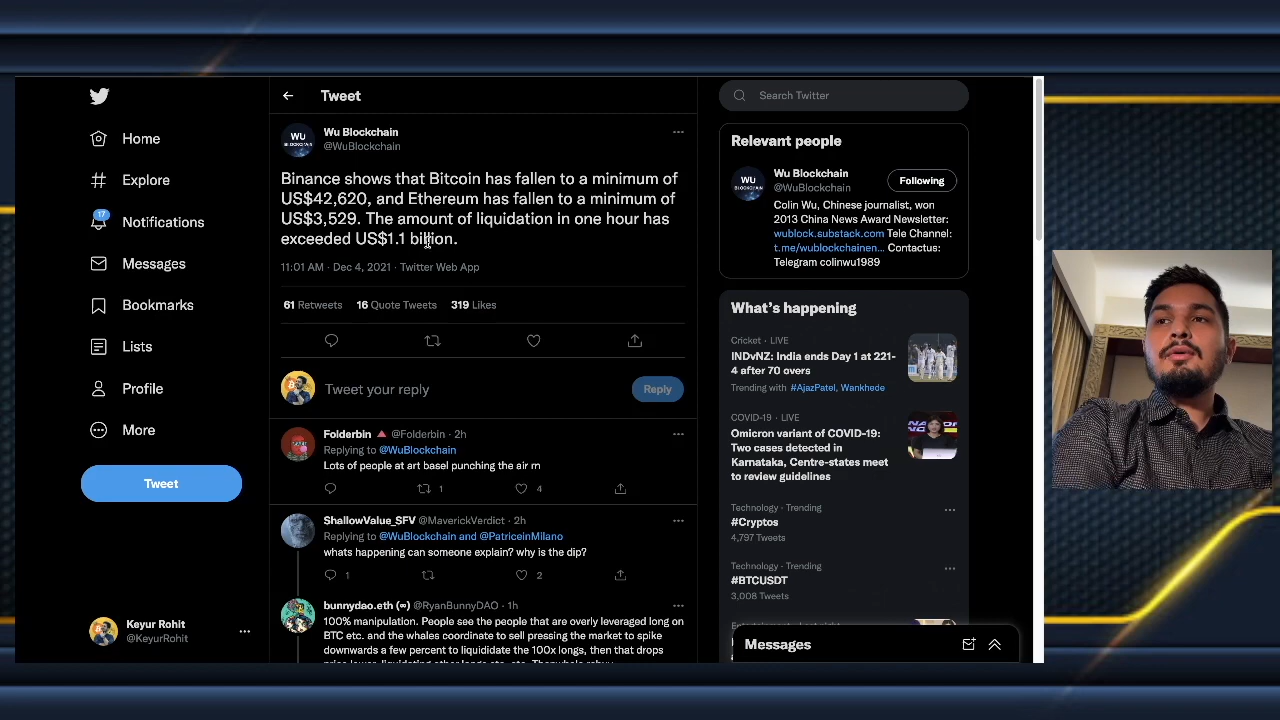 Home
Explore
17
Notifications
Messages
Bookmarks
Lists
Profile
More
Tweet
Keyur Rohit
@KeyurRohit
Tweet
WU
BLOCKCHAIN
Wu Blockchain
@WuBlockchain
Binance shows that Bitcoin has fallen to a minimum of
US$42,620, and Ethereum has fallen to a minimum of
US$3,529. The amount of liquidation in one hour has
exceeded US$1.1 billion.
11:01 AM · Dec 4, 2021 · Twitter Web App
61 Retweets 16 Quote Tweets 319 Likes
Tweet your reply
Reply
Folderbin 🔺 @Folderbin · 2h
Replying to @WuBlockchain
Lots of people at art basel punching the air rn
1 4
ShallowValue_SFV @MaverickVerdict · 2h
Replying to @WuBlockchain and @PatriceinMilano
whats happening can someone explain? why is the dip?
1 2
bunnydao.eth (∞) @RyanBunnyDAO · 1h
100% manipulation. People see the people that are overly leveraged long on
BTC etc. and the whales coordinate to sell pressing the market to spike
downwards a few percent to liquididate the 100x longs, then that drops
Search Twitter
Relevant people
WU
Wu Blockchain
@WuBlockchain
Following
Colin Wu, Chinese journalist, won
2013 China News Award Newsletter:
wublock.substack.com Tele Channel:
t.me/wublockchainen... Contactus:
Telegram colinwu1989
What's happening
Cricket · LIVE
INDvNZ: India ends Day 1 at 221-
4 after 70 overs
Trending with #AjazPatel, Wankhede
COVID-19 · LIVE
Omicron variant of COVID-19:
Two cases detected in
Karnataka, Centre-states meet
to review guidelines
Technology · Trending
#Cryptos
4,797 Tweets
Technology · Trending
#BTCUSDT
3,008 Tweets
Messages